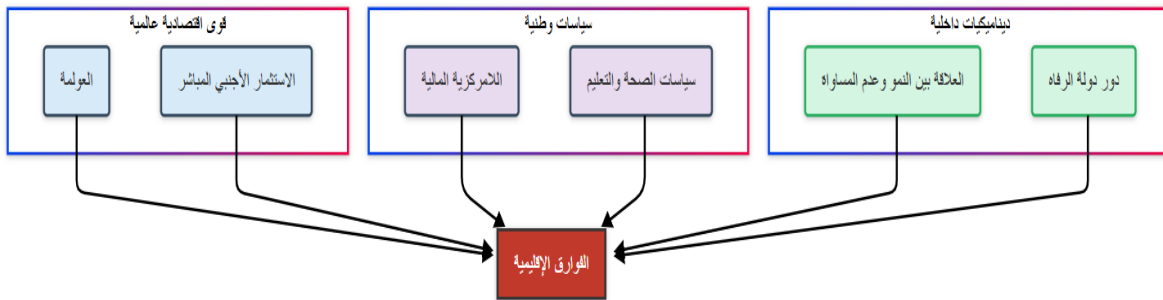 ديناميكيات داخلية
دور دولة الرفاه
العلاقة بين النمو وعدم المساواة
سياسات وطنية
سياسات الصحة والتعليم
اللامركزية المالية
قوى اقتصادية عالمية
الاستثمار الأجنبي المباشر
العولمة
الفوارق الإقليمية